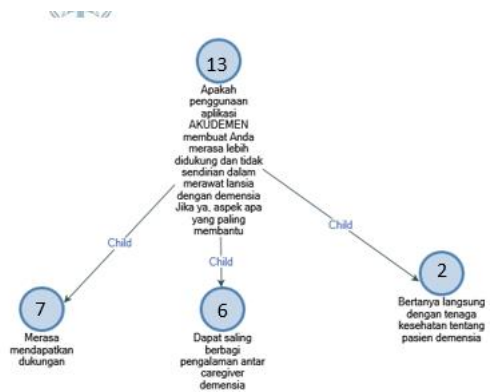 13
Apakah
penggunaan
aplikasi
AKUDEMEN
membuat Anda
merasa lebih
didukung dan tidak
sendirian dalam
merawat lansia
dengan demensia
Jika ya, aspek apa
yang paling
membantu
Child
Child
Child
7
Merasa
mendapatkan
dukungan
6
Dapat saling
berbagi
pengalaman antar
caregiver
demensia
2
Bertanya langsung
dengan tenaga
kesehatan tentang
pasien demensia